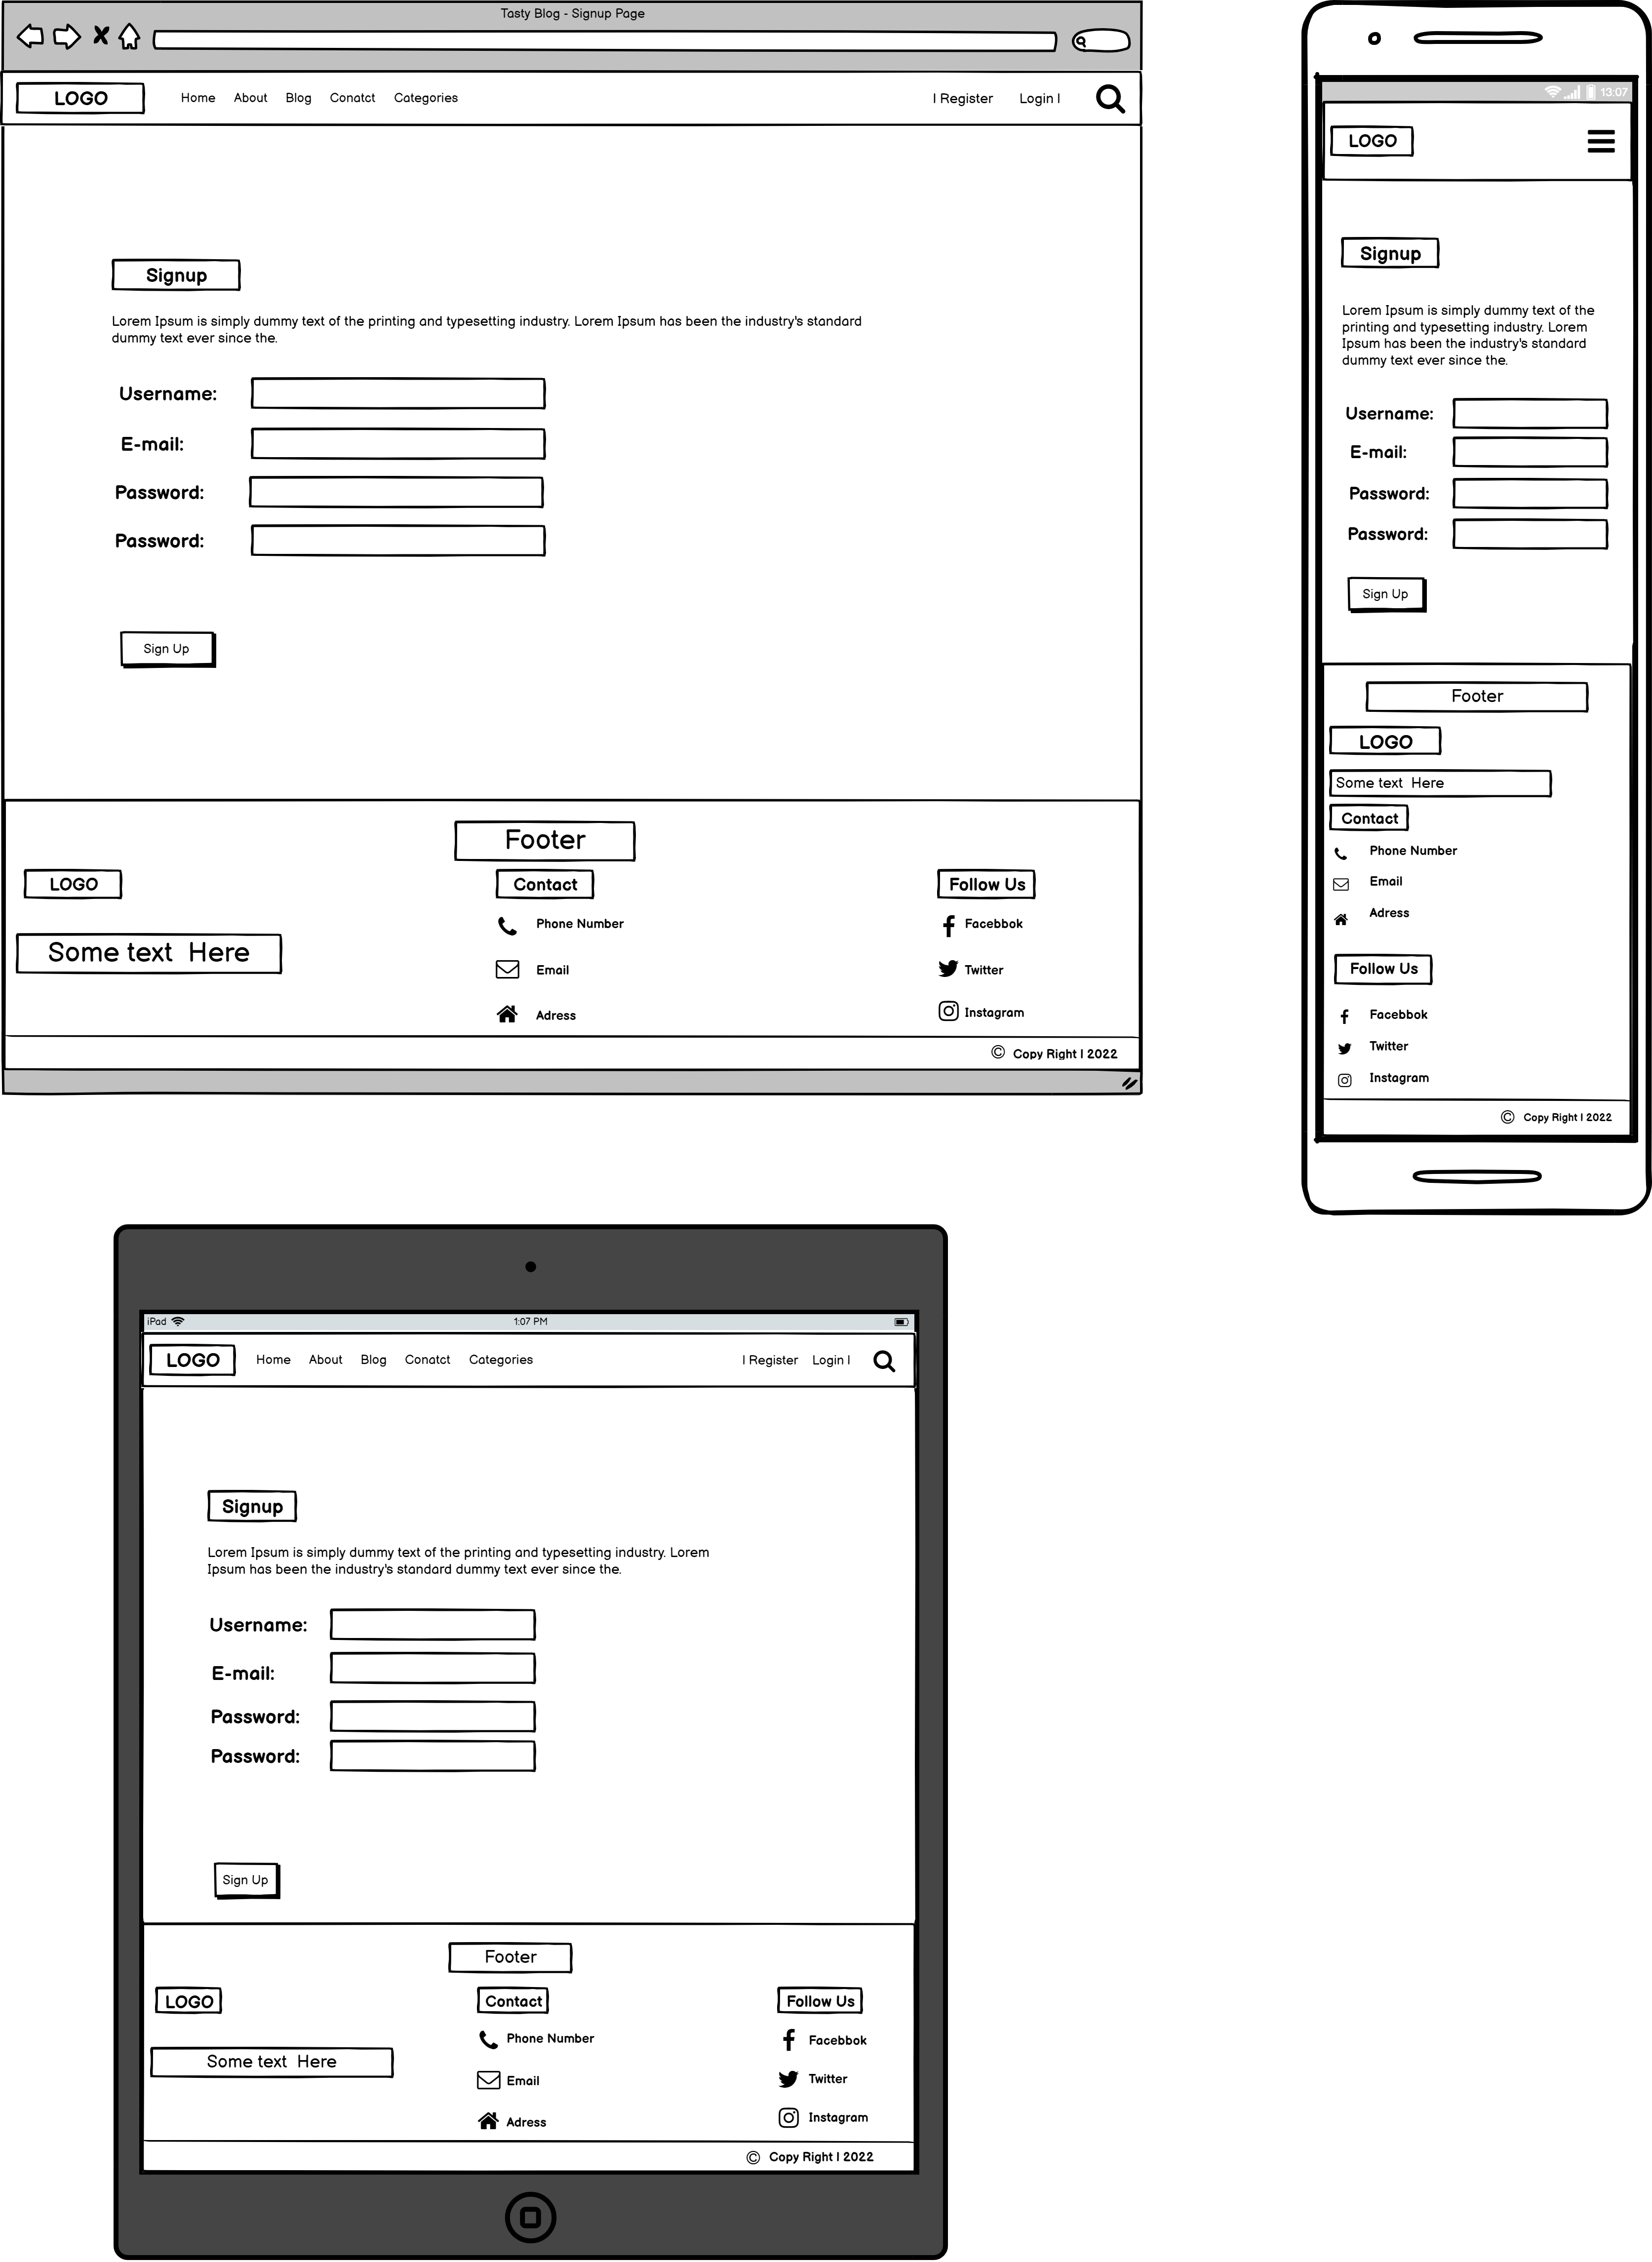 Tasty Blog - Signup Page
LOGO Home About Blog Conatct Categories | Register Login |
Signup
Lorem Ipsum is simply dummy text of the printing and typesetting industry. Lorem Ipsum has been the industry's standard
dummy text ever since the.
Username:
E-mail:
Password:
Password:
Sign Up
Footer
LOGO Contact Follow Us
Phone Number Facebbok
Some text Here
Email Twitter
Adress Instagram
© Copy Right | 2022
13:07
LOGO
Signup
Lorem Ipsum is simply dummy text of the
printing and typesetting industry. Lorem
Ipsum has been the industry's standard
dummy text ever since the.
Username:
E-mail:
Password:
Password:
Sign Up
Footer
LOGO
Some text Here
Contact
Phone Number
Email
Adress
Follow Us
Facebbok
Twitter
Instagram
© Copy Right | 2022
iPad 1:07 PM
LOGO Home About Blog Conatct Categories | Register Login |
Signup
Lorem Ipsum is simply dummy text of the printing and typesetting industry. Lorem
Ipsum has been the industry's standard dummy text ever since the.
Username:
E-mail:
Password:
Password:
Sign Up
Footer
LOGO Contact Follow Us
Phone Number Facebbok
Some text Here
Email Twitter
Adress Instagram
© Copy Right | 2022